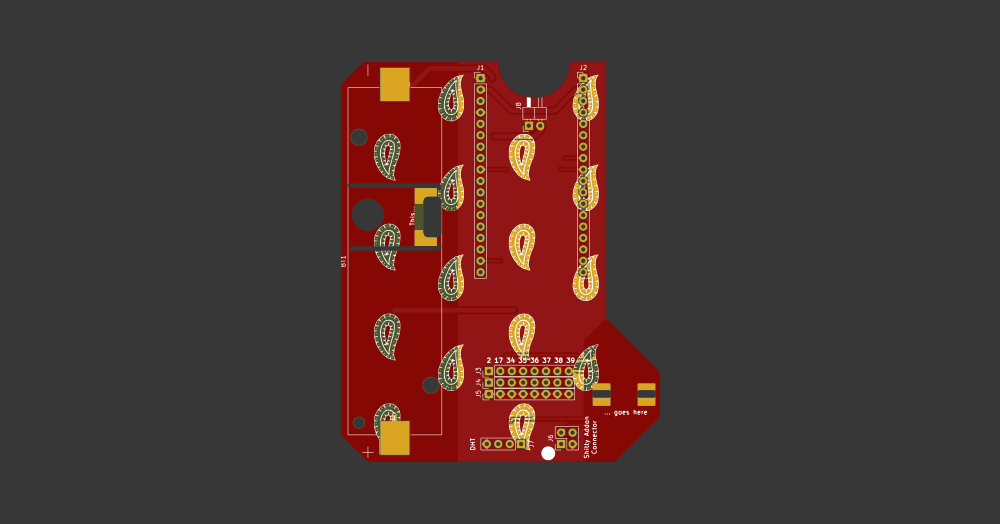 J1
J2
J8
This...
BT1
2 17 34 35 36 37 38 39
J3
J4
J5
... goes here
DHT
J7
J6
Shitty Addon
Connector